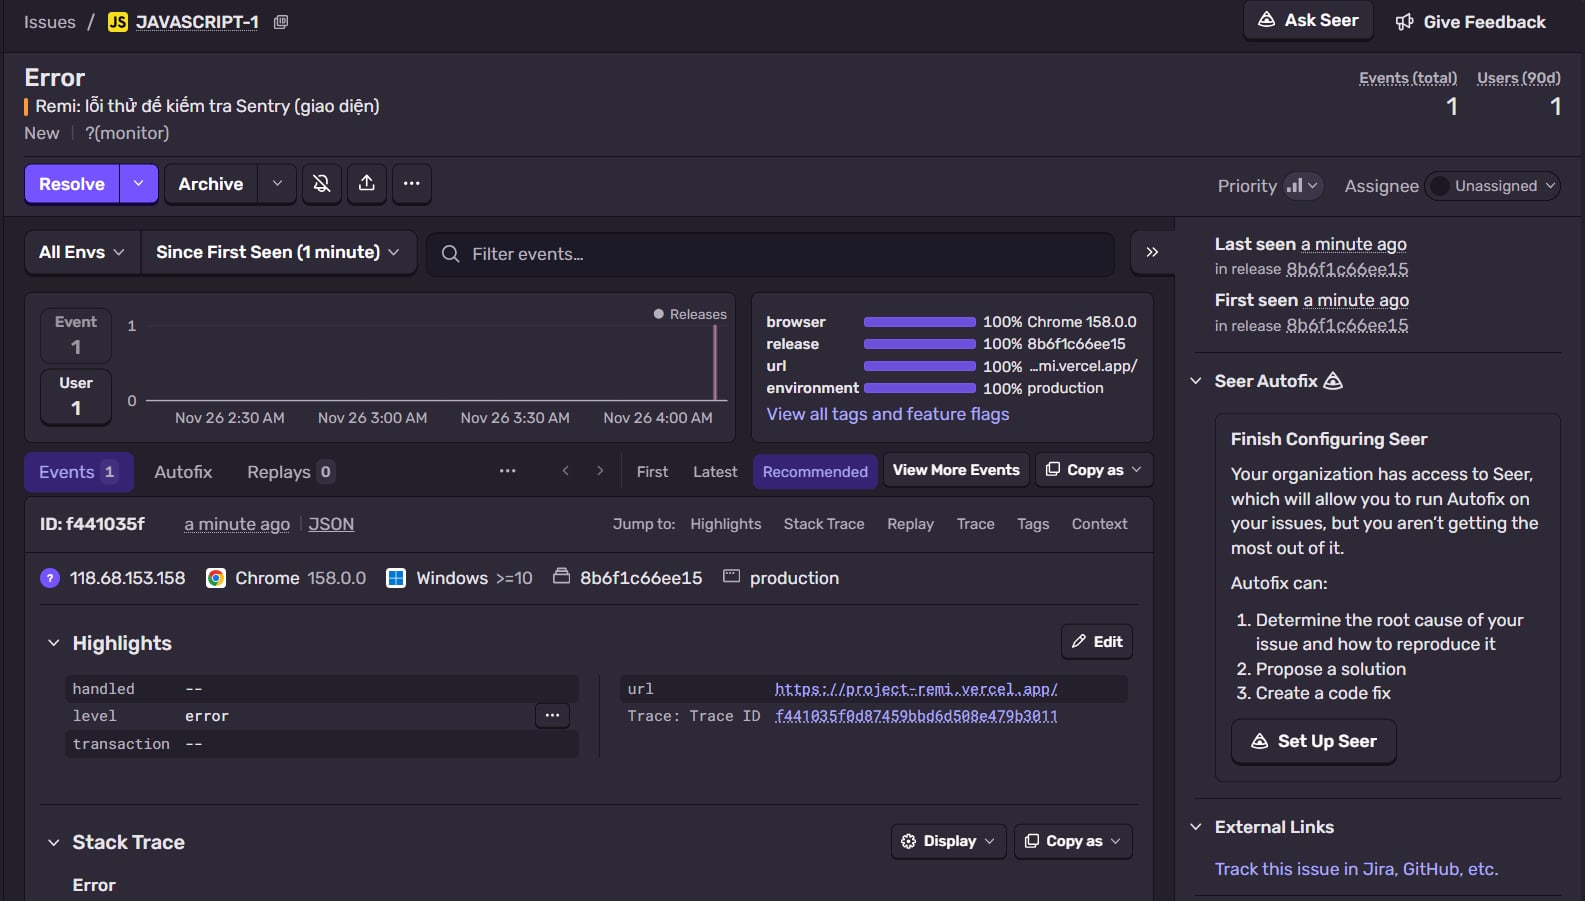 Issues / JS JAVASCRIPT-1
Ask Seer
Give Feedback
Error
Events (total)
Users (90d)
Remi: lỗi thử để kiểm tra Sentry (giao diện)
1
1
New
?(monitor)
Resolve
Archive
Priority
Assignee
Unassigned
All Envs
Since First Seen (1 minute)
Filter events…
Last seen a minute ago
in release 8b6f1c66ee15
First seen a minute ago
in release 8b6f1c66ee15
Event
1
User
1
Releases
1
0
Nov 26 2:30 AM
Nov 26 3:00 AM
Nov 26 3:30 AM
Nov 26 4:00 AM
browser 100% Chrome 158.0.0
release 100% 8b6f1c66ee15
url 100% …mi.vercel.app/
environment 100% production
View all tags and feature flags
Seer Autofix
Finish Configuring Seer
Your organization has access to Seer,
which will allow you to run Autofix on
your issues, but you aren’t getting the
most out of it.
Autofix can:
1. Determine the root cause of your
issue and how to reproduce it
2. Propose a solution
3. Create a code fix
Set Up Seer
Events 1
Autofix
Replays 0
First
Latest
Recommended
View More Events
Copy as
ID: f441035f
a minute ago
JSON
Jump to:
Highlights
Stack Trace
Replay
Trace
Tags
Context
? 118.68.153.158
Chrome 158.0.0
Windows >=10
8b6f1c66ee15
production
Highlights
Edit
handled --
level error
transaction --
url https://project-remi.vercel.app/
Trace: Trace ID f441035f0d87459bbd6d508e479b3011
Stack Trace
Display
Copy as
Error
External Links
Track this issue in Jira, GitHub, etc.